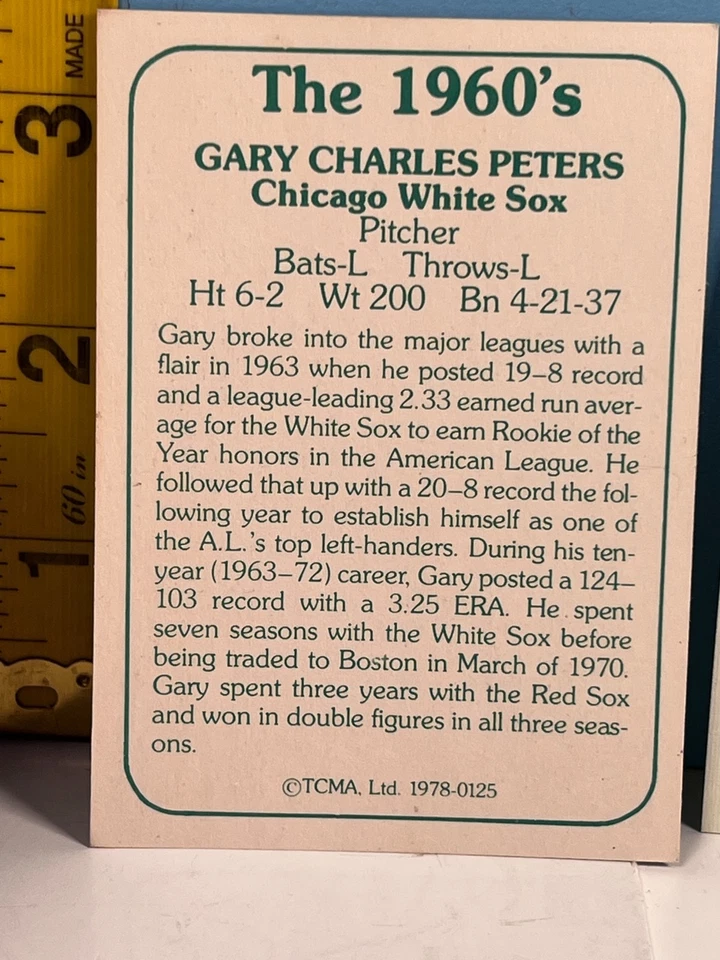 MADE
3
2
60 in
1
The 1960's
GARY CHARLES PETERS
Chicago White Sox
Pitcher
Bats-L Throws-L
Ht 6-2 Wt 200 Bn 4-21-37
Gary broke into the major leagues with a
flair in 1963 when he posted 19–8 record
and a league-leading 2.33 earned run aver-
age for the White Sox to earn Rookie of the
Year honors in the American League. He
followed that up with a 20–8 record the fol-
lowing year to establish himself as one of
the A.L.'s top left-handers. During his ten-
year (1963–72) career, Gary posted a 124–
103 record with a 3.25 ERA. He spent
seven seasons with the White Sox before
being traded to Boston in March of 1970.
Gary spent three years with the Red Sox
and won in double figures in all three seas-
ons.
©TCMA, Ltd. 1978-0125